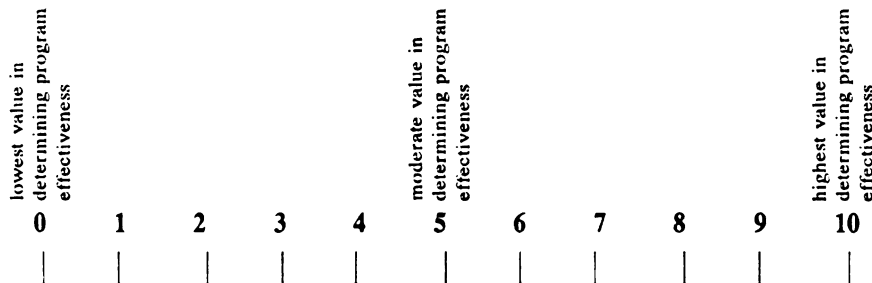 lowest value in
determining program
effectiveness
moderate value in
determining program
effectiveness
highest value in
determining program
effectiveness
0 1 2 3 4 5 6 7 8 9 10